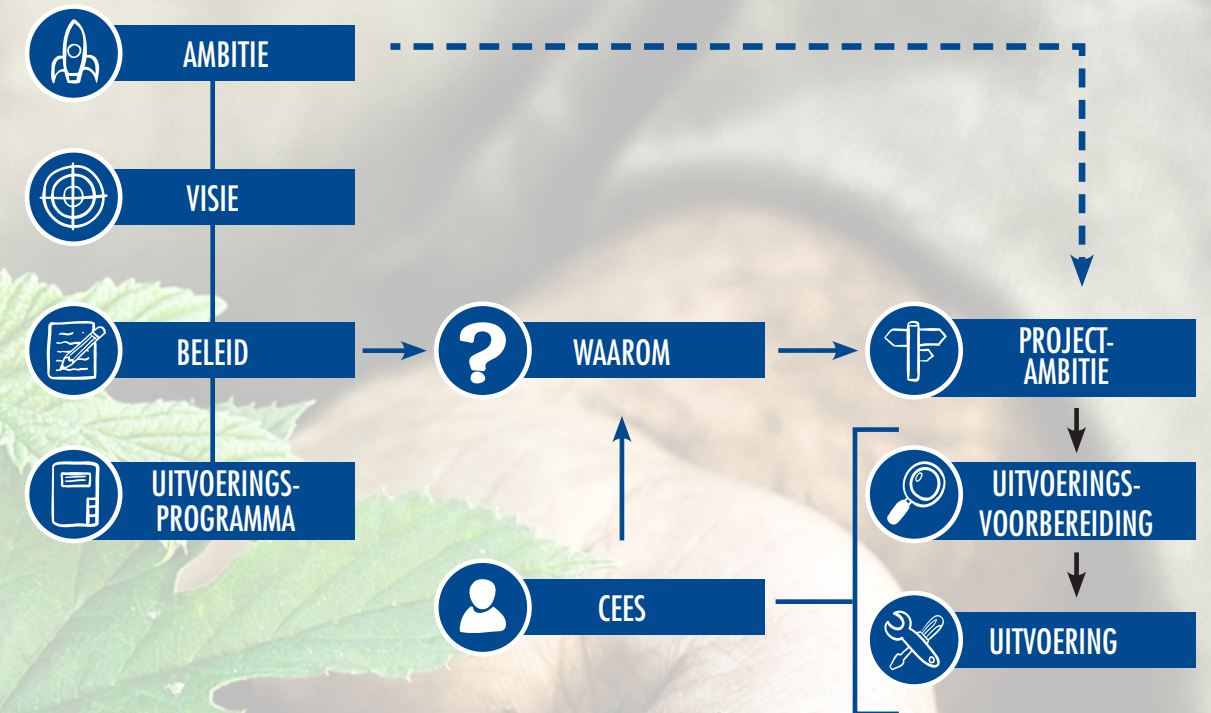 AMBITIE
VISIE
BELEID
UITVOERINGS-
PROGRAMMA
?
WAAROM
CEES
PROJECT-
AMBITIE
UITVOERINGS-
VOORBEREIDING
UITVOERING